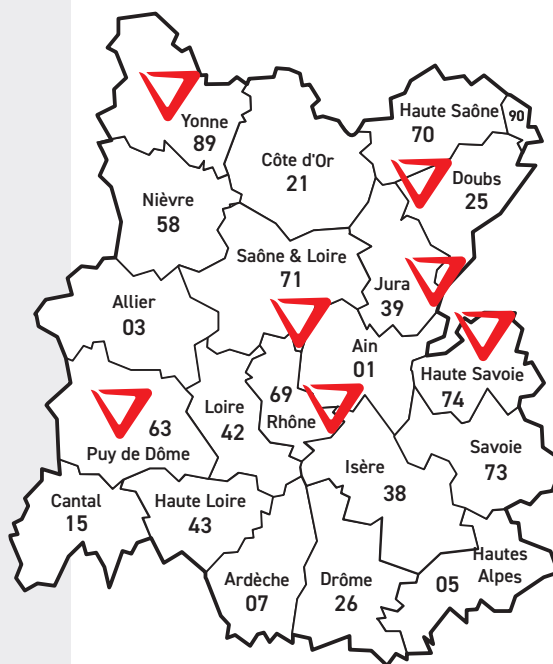 Yonne
89
Haute Saône
70
90
Côte d'Or
21
Doubs
25
Nièvre
58
Saône & Loire
71
Jura
39
Allier
03
Ain
01
Haute Savoie
74
69
Rhône
Loire
42
63
Puy de Dôme
Savoie
73
Isère
38
Cantal
15
Haute Loire
43
Hautes
Alpes
05
Ardèche
07
Drôme
26